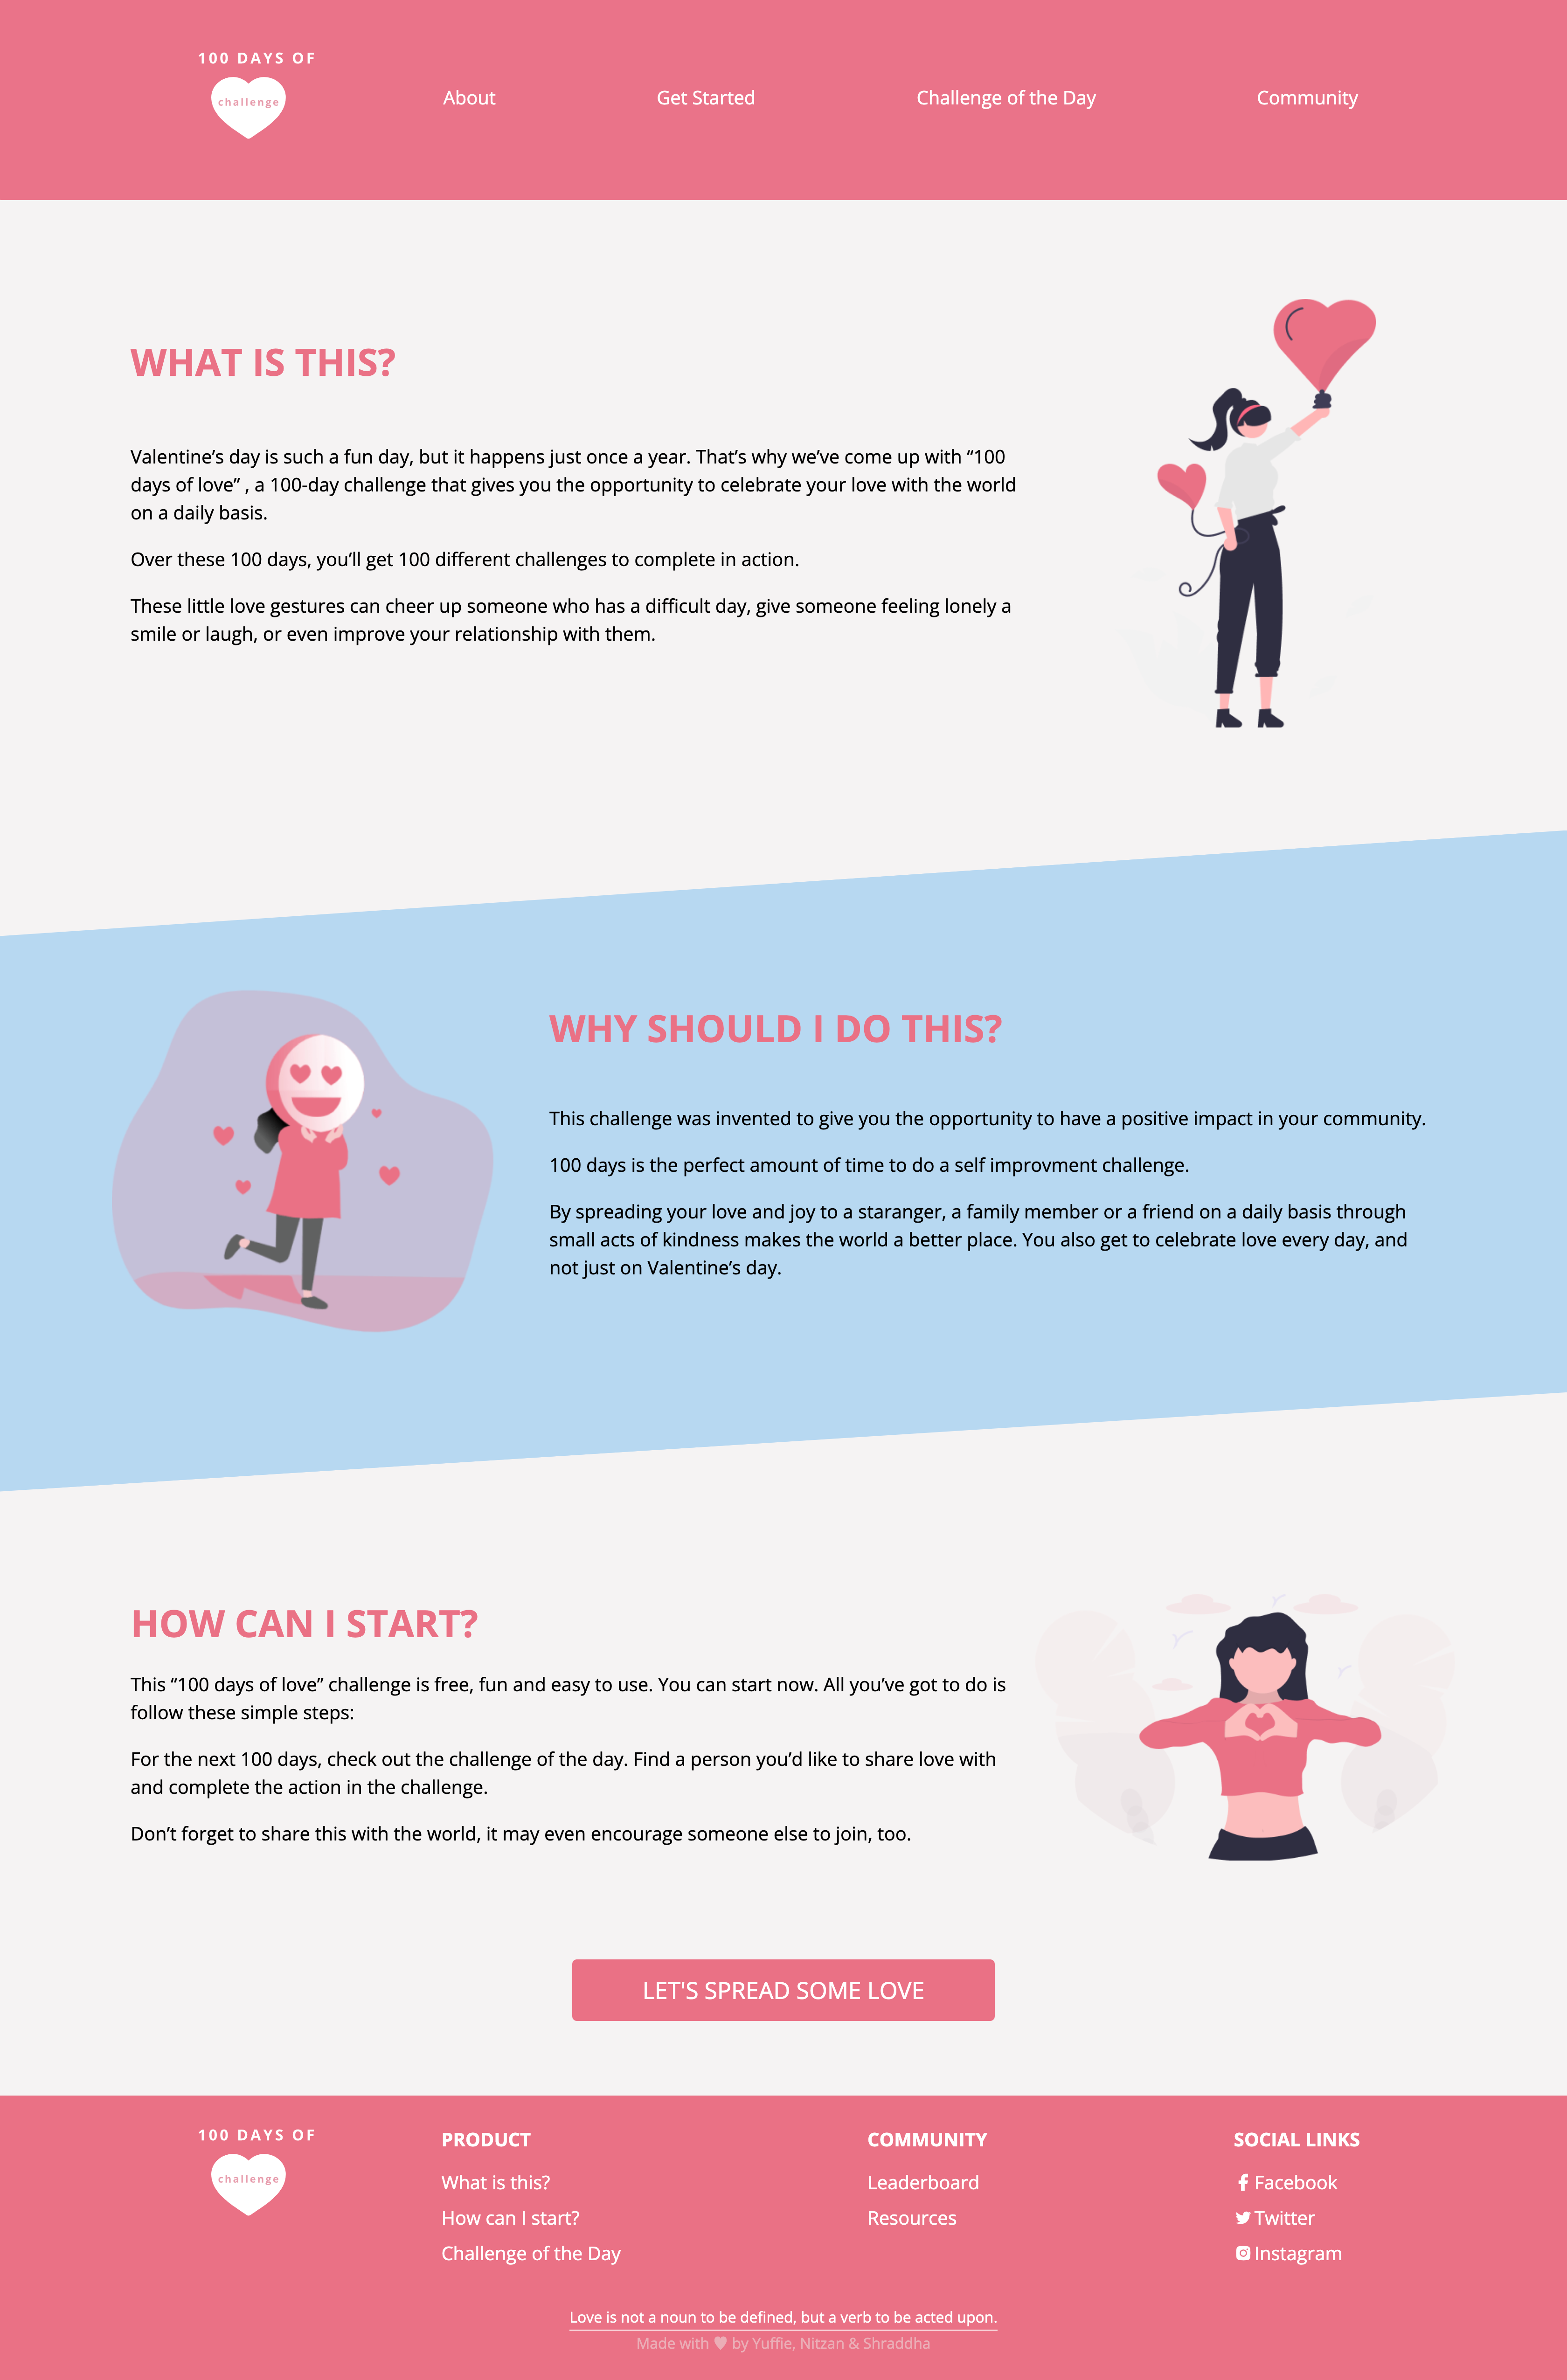 100 DAYS OF
challenge
About
Get Started
Challenge of the Day
Community
WHAT IS THIS?
Valentine’s day is such a fun day, but it happens just once a year. That’s why we’ve come up with “100
days of love” , a 100-day challenge that gives you the opportunity to celebrate your love with the world
on a daily basis.
Over these 100 days, you’ll get 100 different challenges to complete in action.
These little love gestures can cheer up someone who has a difficult day, give someone feeling lonely a
smile or laugh, or even improve your relationship with them.
WHY SHOULD I DO THIS?
This challenge was invented to give you the opportunity to have a positive impact in your community.
100 days is the perfect amount of time to do a self improvment challenge.
By spreading your love and joy to a staranger, a family member or a friend on a daily basis through
small acts of kindness makes the world a better place. You also get to celebrate love every day, and
not just on Valentine’s day.
HOW CAN I START?
This “100 days of love” challenge is free, fun and easy to use. You can start now. All you’ve got to do is
follow these simple steps:
For the next 100 days, check out the challenge of the day. Find a person you’d like to share love with
and complete the action in the challenge.
Don’t forget to share this with the world, it may even encourage someone else to join, too.
LET'S SPREAD SOME LOVE
100 DAYS OF
challenge
PRODUCT
What is this?
How can I start?
Challenge of the Day
COMMUNITY
Leaderboard
Resources
SOCIAL LINKS
Facebook
Twitter
Instagram
Love is not a noun to be defined, but a verb to be acted upon.
Made with ♥ by Yuffie, Nitzan & Shraddha